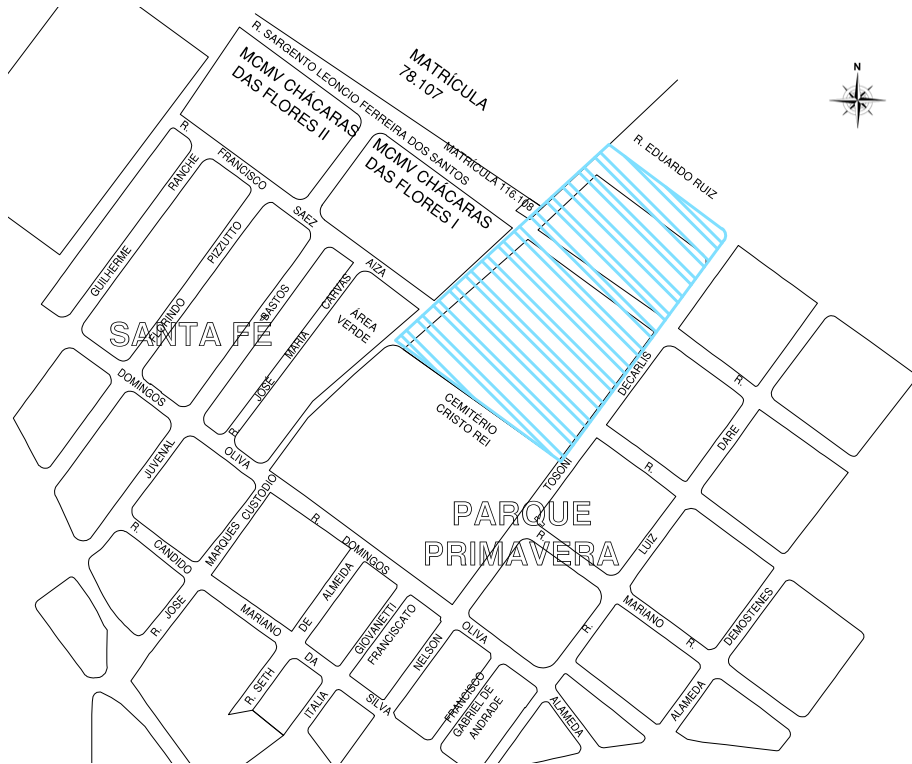 N
R. SARGENTO LEONCIO FERREIRA DOS SANTOS
MATRÍCULA
78.107
MCMV CHÁCARAS
DAS FLORES II
MATRÍCULA 116.108
MCMV CHÁCARAS
DAS FLORES I
R. EDUARDO RUIZ
R.
FRANCISCO
SAEZ
AIZA
GUILHERME
RANCHE
FLORINDO
PIZZUTTO
BASTOS
R.
JOSÉ
MARIA
CARVAS
ÁREA
VERDE
SANTA FÉ
CEMITÉRIO
CRISTO REI
TOSONI
DECARLIS
R.
DOMINGOS
OLIVA
JUVENAL
MARQUES
CUSTODIO
R.
DOMINGOS
OLIVA
PARQUE
PRIMAVERA
R.
LUIZ
R.
DARE
R.
CANDIDO
MARIANO
DA
SILVA
R.
MARIANO
R. JOSE
R. SETH
ITALIA
DE
ALMEIDA
GIOVANETTI
FRANCISCATO
NELSON
FRANCISCO
GABRIEL DE
ANDRADE
ALAMEDA
R.
ALAMEDA
R.
DEMOSTENES